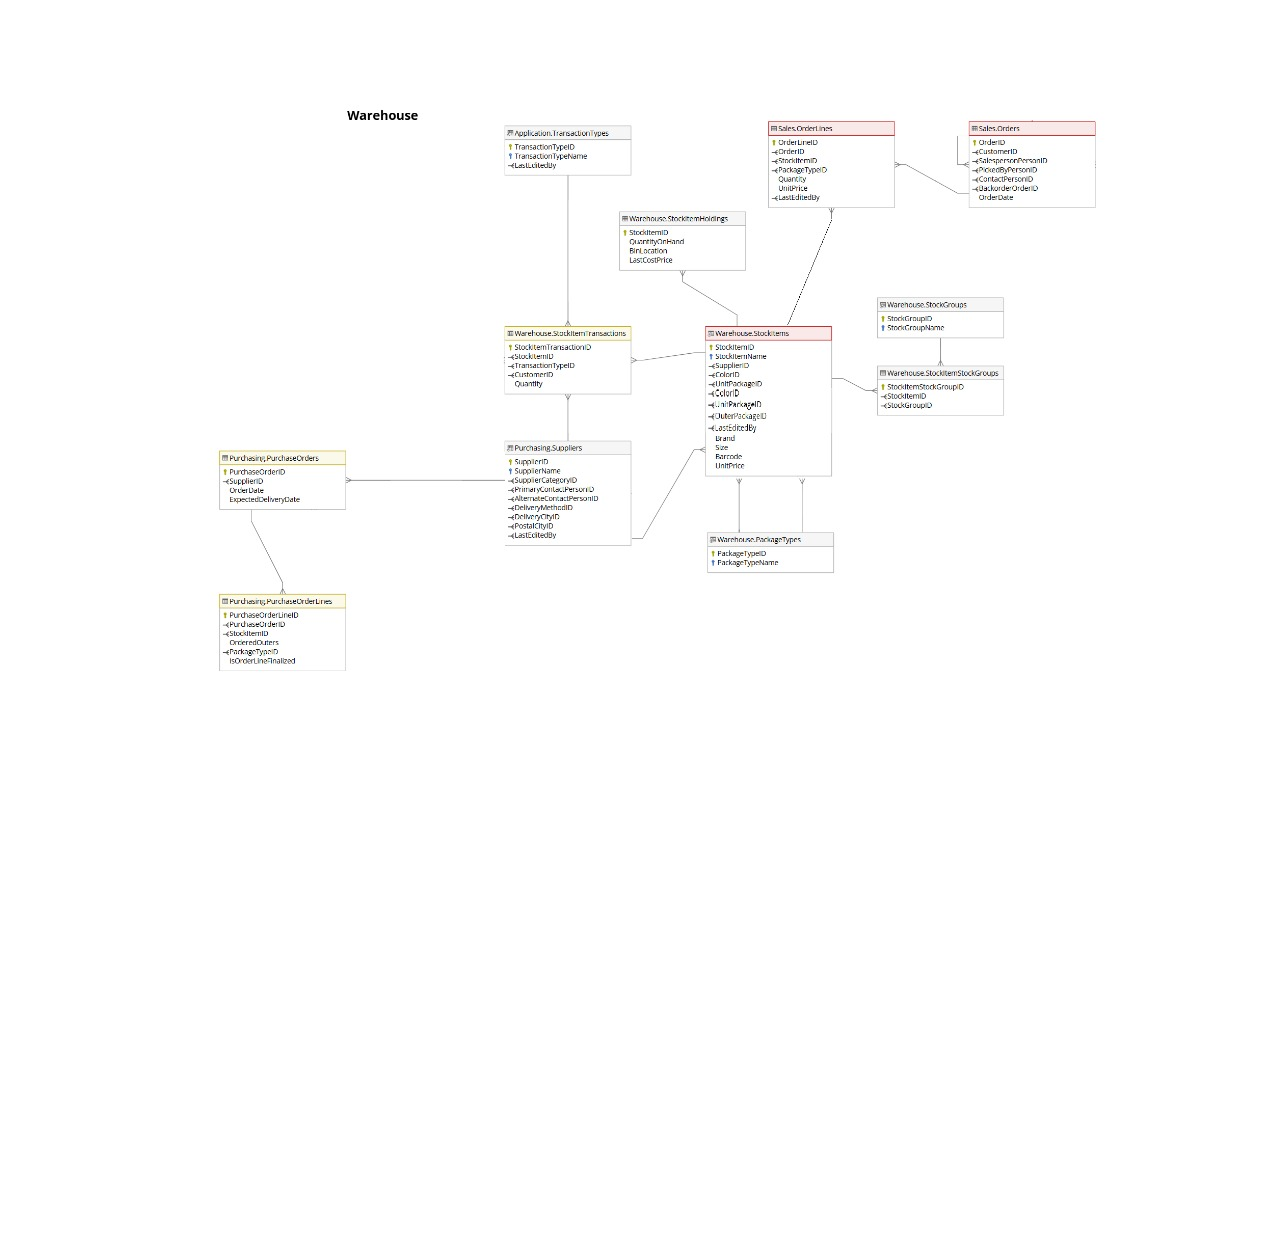 Warehouse
Application.TransactionTypes
TransactionTypeID
TransactionTypeName
LastEditedBy
Sales.OrderLines
OrderLineID
OrderID
StockItemID
PackageTypeID
Quantity
UnitPrice
LastEditedBy
Sales.Orders
OrderID
CustomerID
SalespersonPersonID
PickedByPersonID
ContactPersonID
BackorderOrderID
OrderDate
Warehouse.StockItemHoldings
StockItemID
QuantityOnHand
BinLocation
LastCostPrice
Warehouse.StockGroups
StockGroupID
StockGroupName
Warehouse.StockItemTransactions
StockItemTransactionID
StockItemID
TransactionTypeID
CustomerID
Quantity
Warehouse.StockItems
StockItemID
StockItemName
SupplierID
ColorID
UnitPackageID
ColorID
UnitPackageID
OuterPackageID
LastEditedBy
Brand
Size
Barcode
UnitPrice
Warehouse.StockItemStockGroups
StockItemStockGroupID
StockItemID
StockGroupID
Purchasing.Suppliers
SupplierID
SupplierName
SupplierCategoryID
PrimaryContactPersonID
AlternateContactPersonID
DeliveryMethodID
DeliveryCityID
PostalCityID
LastEditedBy
Purchasing.PurchaseOrders
PurchaseOrderID
SupplierID
OrderDate
ExpectedDeliveryDate
Warehouse.PackageTypes
PackageTypeID
PackageTypeName
Purchasing.PurchaseOrderLines
PurchaseOrderLineID
PurchaseOrderID
StockItemID
OrderedOuters
PackageTypeID
IsOrderLineFinalized